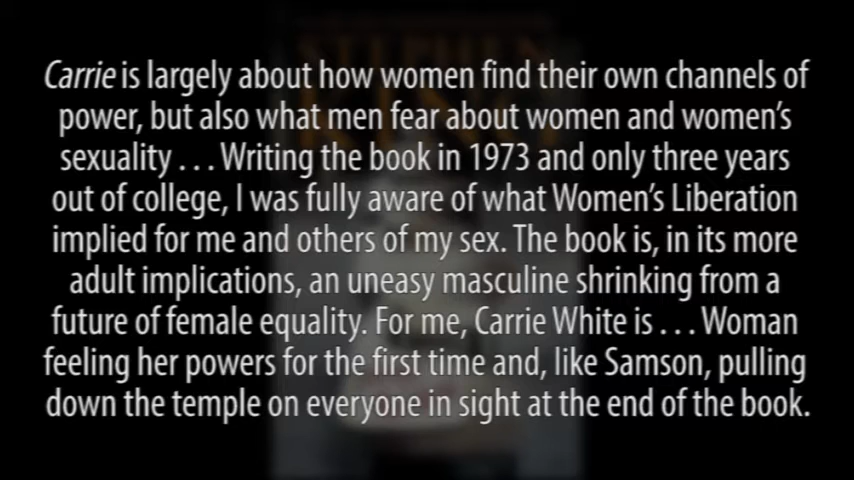 STEPHEN
KING
Carrie is largely about how women find their own channels of
power, but also what men fear about women and women's
sexuality . . . Writing the book in 1973 and only three years
out of college, I was fully aware of what Women's Liberation
implied for me and others of my sex. The book is, in its more
adult implications, an uneasy masculine shrinking from a
future of female equality. For me, Carrie White is . . . Woman
feeling her powers for the first time and, like Samson, pulling
down the temple on everyone in sight at the end of the book.